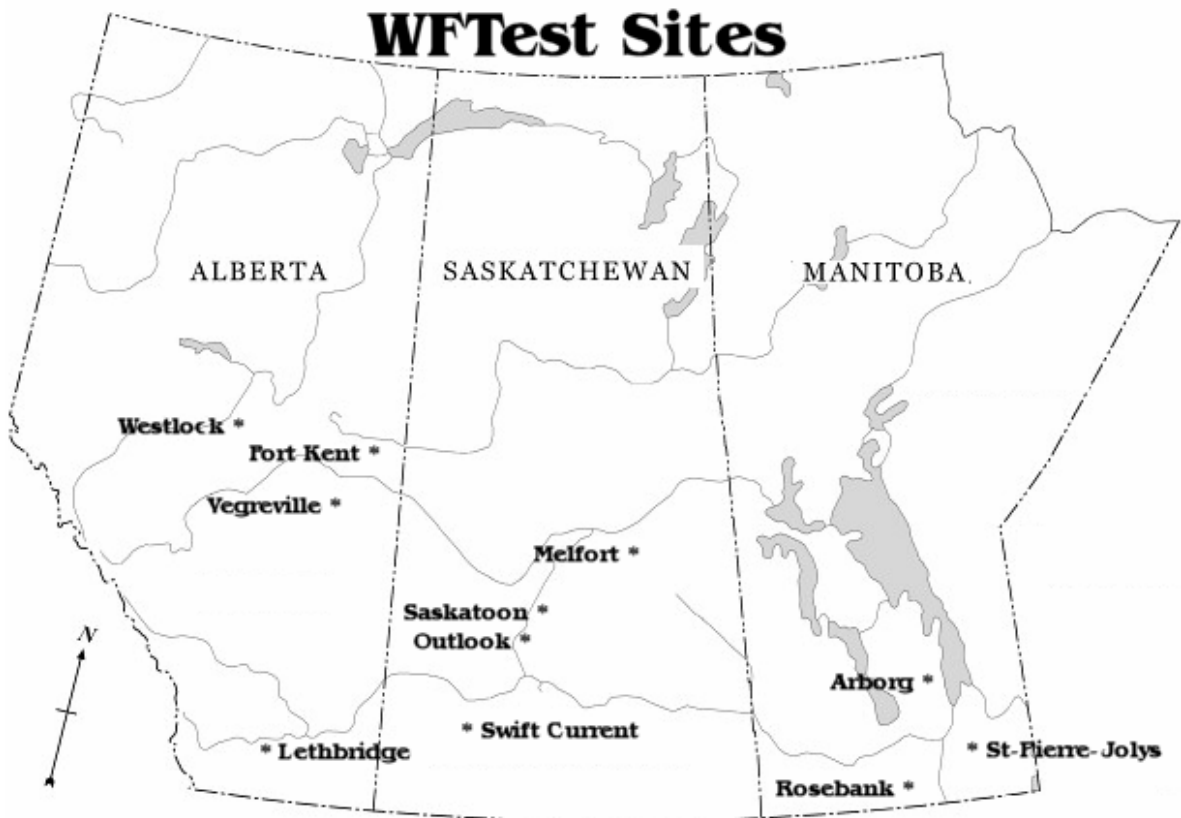 WFTest Sites
ALBERTA
SASKATCHEWAN
MANITOBA
Westlock *
Fort Kent *
Vegreville *
Melfort *
Saskatoon *
Outlook *
N
Arborg *
* Swift Current
* Lethbridge
* St-Pierre-Jolys
Rosebank *